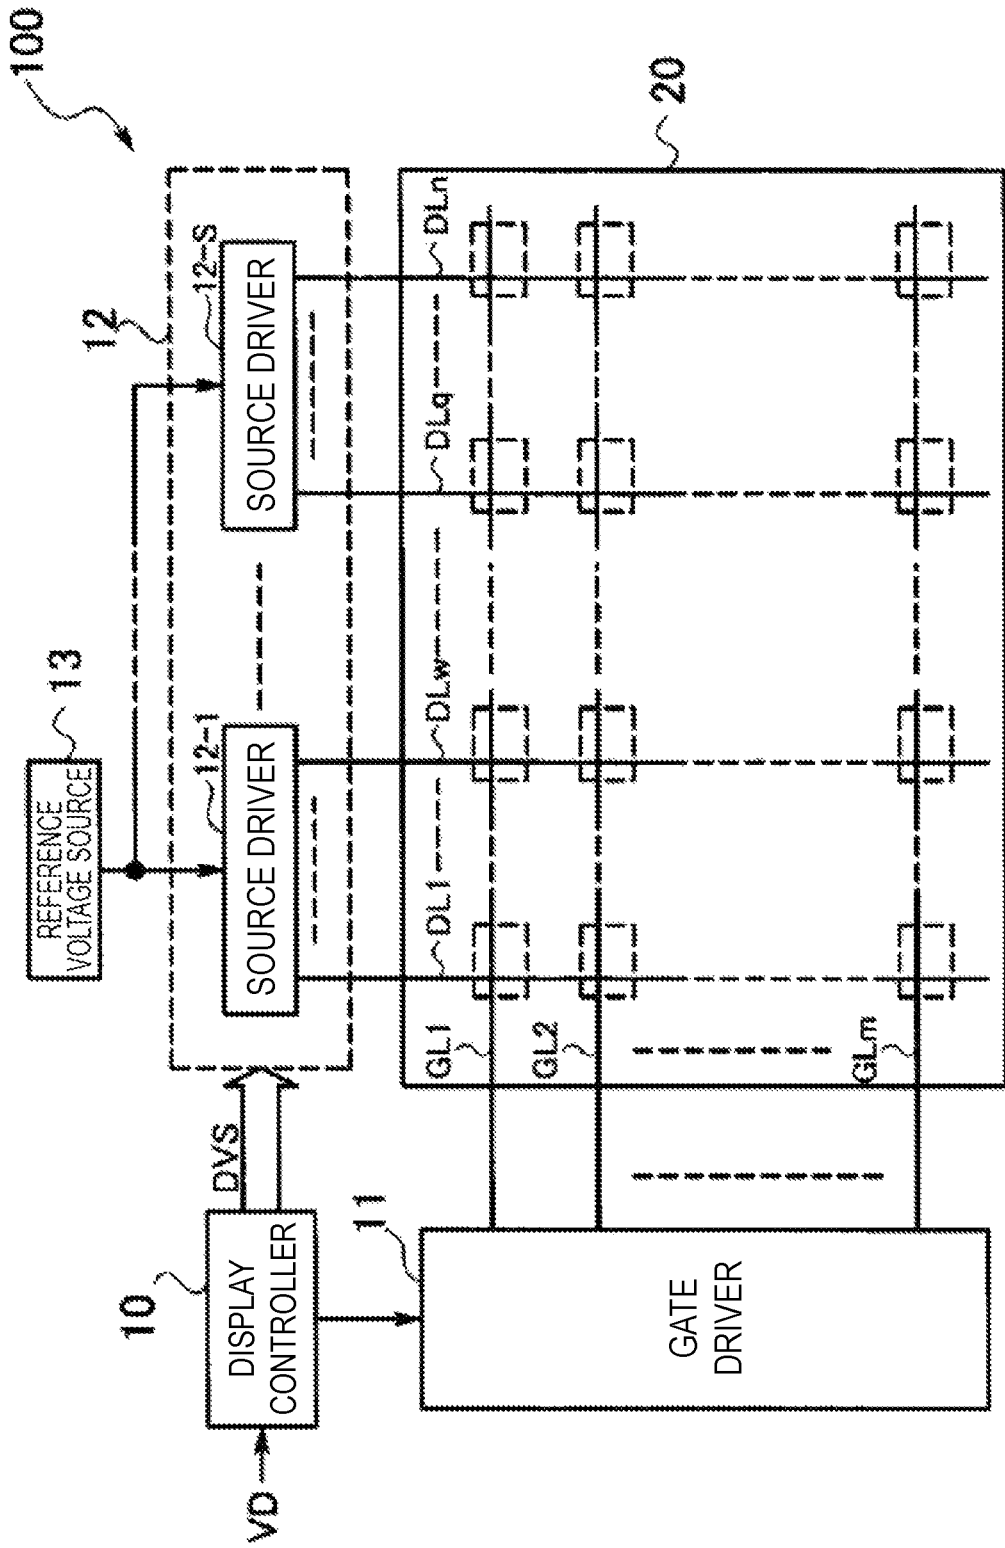 100
REFERENCE
VOLTAGE SOURCE
13
12
12-1
SOURCE DRIVER
12-S
SOURCE DRIVER
VD
10
DISPLAY
CONTROLLER
DVS
20
11
GATE
DRIVER
DL1
DLw
DLq
DLn
GL1
GL2
GLm